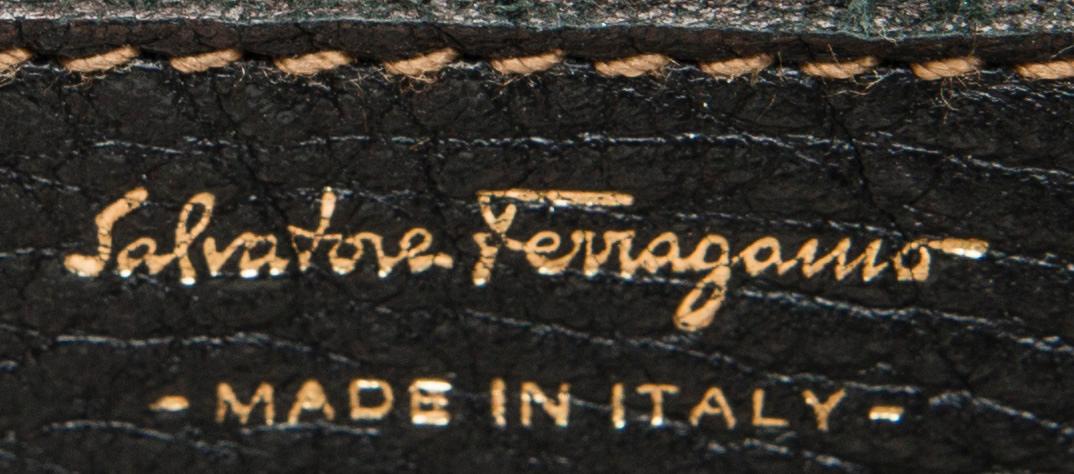 Salvatore Ferragamo
- MADE IN ITALY -